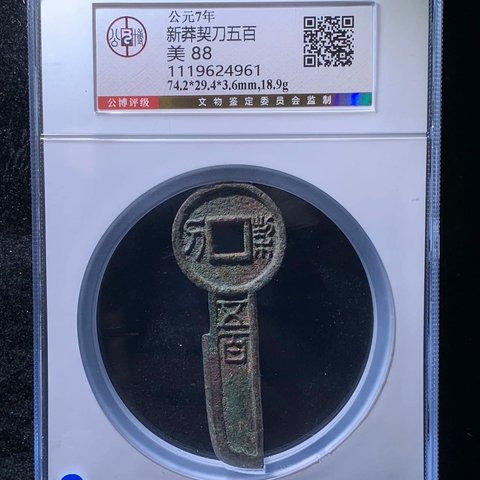 公元7年
新莽契刀五百
美 88
1119624961
74.2*29.4*3.6mm,18.9g
公博评级
文物鉴定委员会监制
契刀
五百